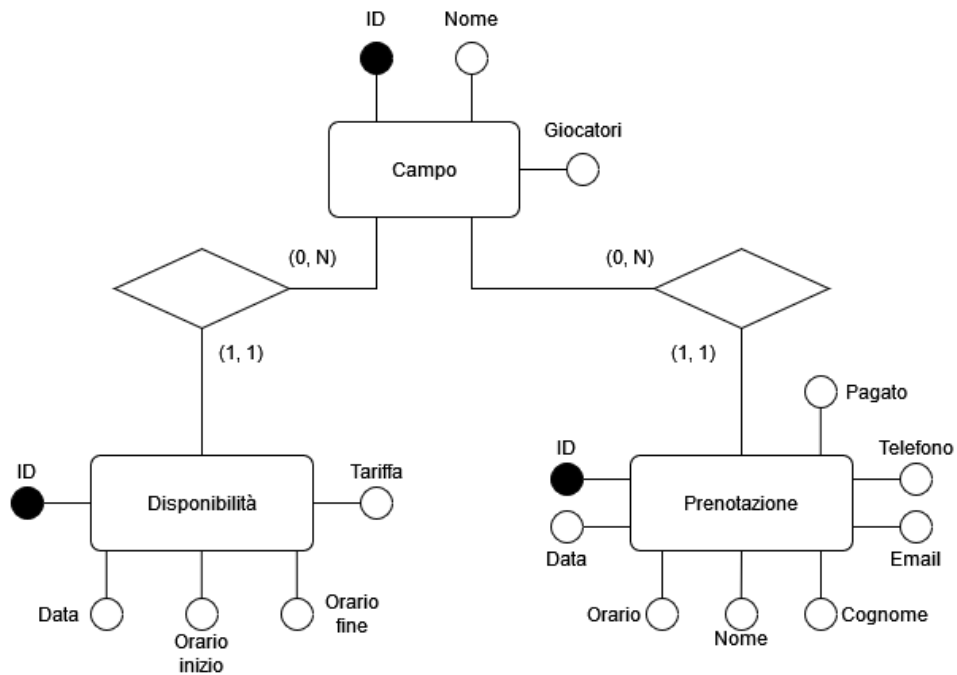 ID
Nome
Giocatori
Campo
(0, N)
(0, N)
(1, 1)
(1, 1)
Pagato
ID
Tariffa
ID
Telefono
Disponibilità
Prenotazione
Data
Email
Data
Orario
inizio
Orario
fine
Orario
Nome
Cognome